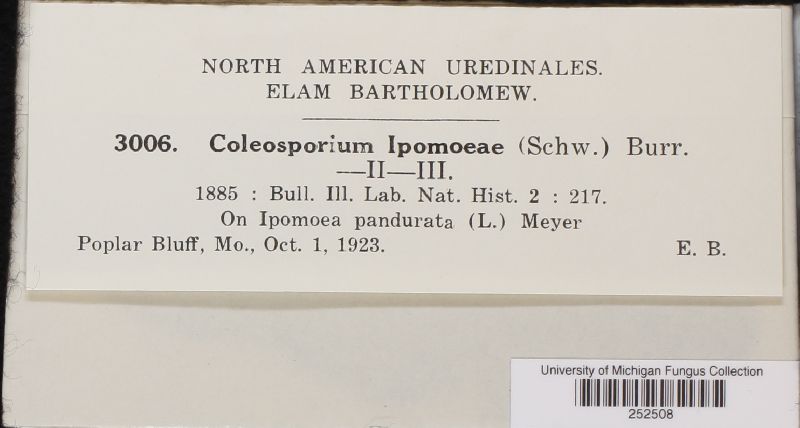 NORTH AMERICAN UREDINALES.
ELAM BARTHOLOMEW.
3006. Coleosporium Ipomoeae (Schw.) Burr.
—II—III.
1885 : Bull. Ill. Lab. Nat. Hist. 2 : 217.
On Ipomoea pandurata (L.) Meyer
Poplar Bluff, Mo., Oct. 1, 1923. E. B.
University of Michigan Fungus Collection
252508